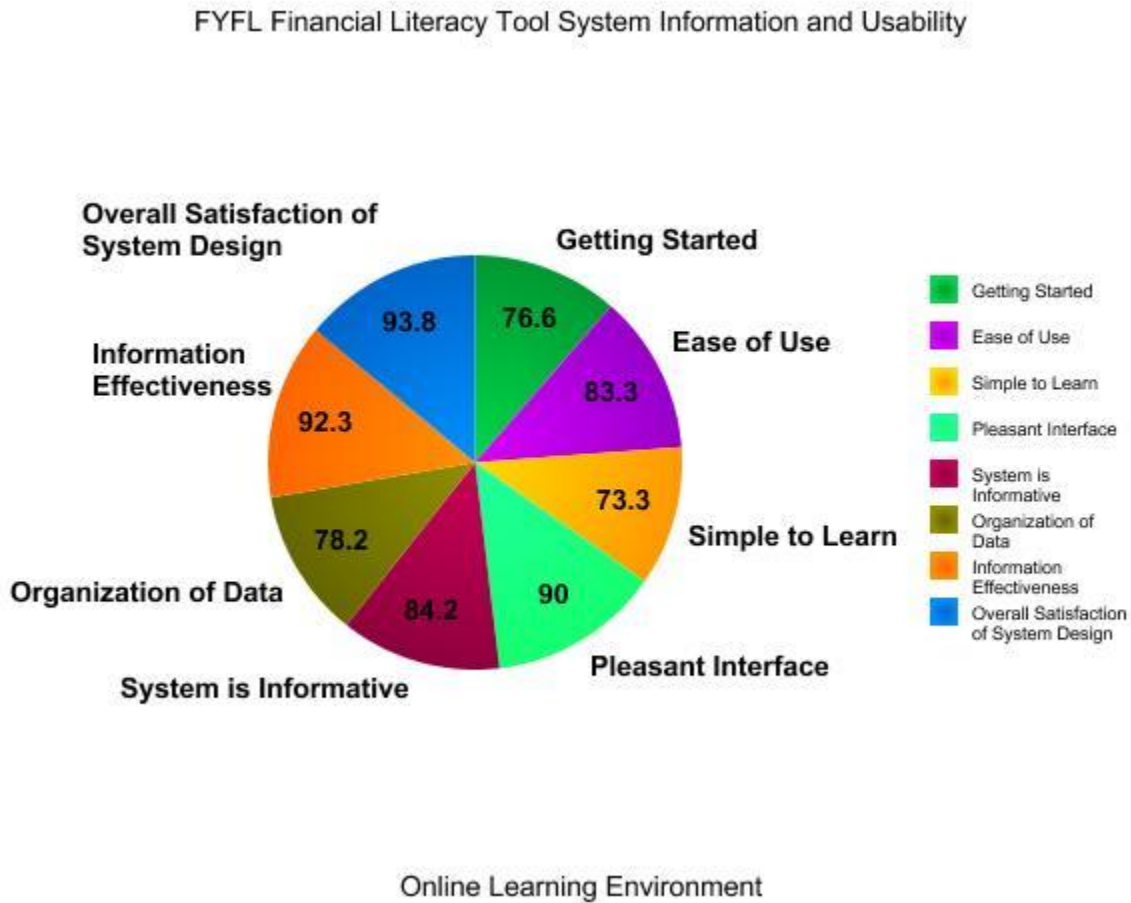 FYFL Financial Literacy Tool System Information and Usability
Overall Satisfaction of
System Design
Getting Started
93.8
76.6
Information
Effectiveness
Ease of Use
92.3
83.3
78.2
73.3
Organization of Data
Simple to Learn
84.2
90
System is Informative
Pleasant Interface
Getting Started
Ease of Use
Simple to Learn
Pleasant Interface
System is
Informative
Organization of
Data
Information
Effectiveness
Overall Satisfaction
of System Design
Online Learning Environment